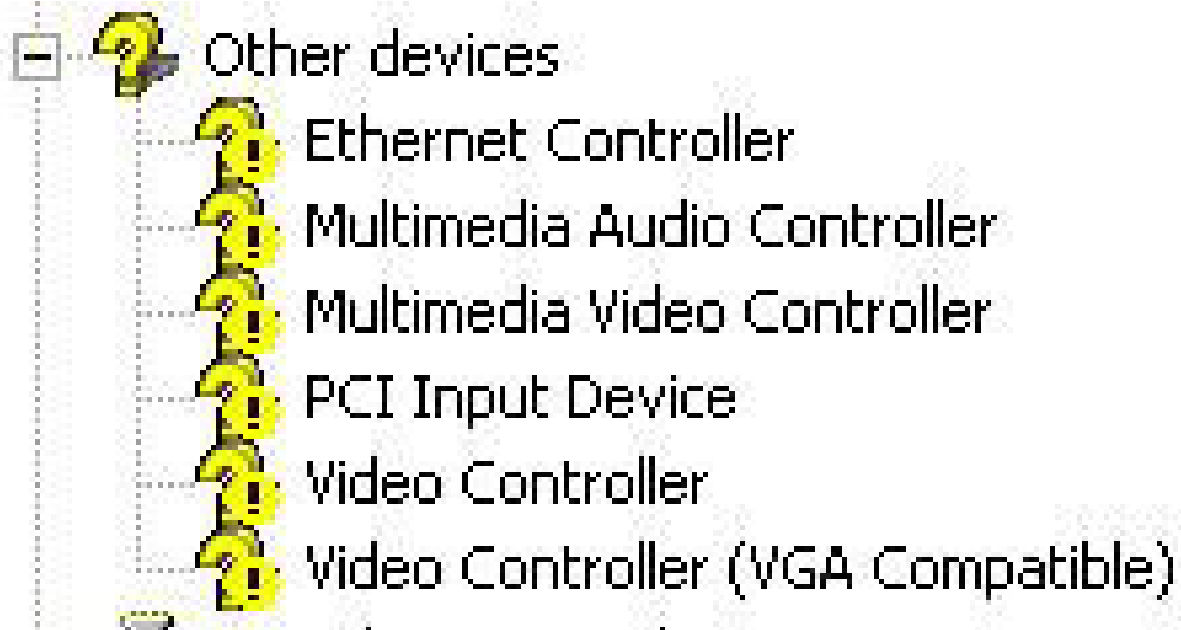 Other devices
Ethernet Controller
Multimedia Audio Controller
Multimedia Video Controller
PCI Input Device
Video Controller
Video Controller (VGA Compatible)